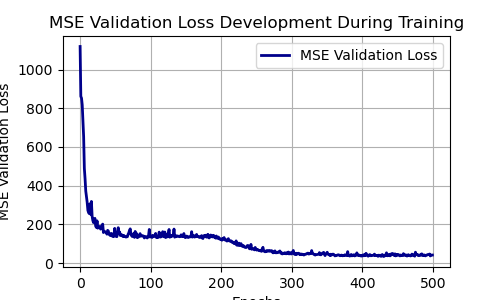 MSE Validation Loss Development During Training
MSE Validation Loss
MSE Validation Loss
1000
800
600
400
200
0
0 100 200 300 400 500
Epochs